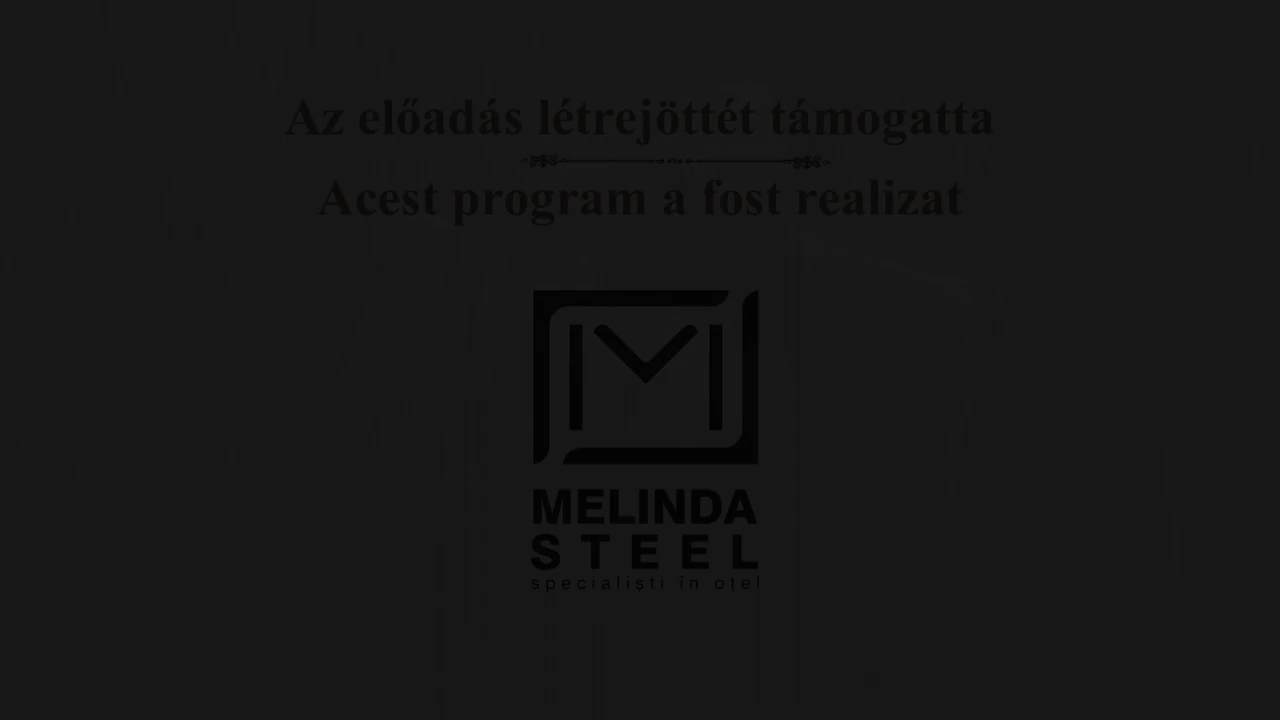 Az előadás létrejöttét támogatta
Acest program a fost realizat
MELINDA
STEEL
specialiști în oțel